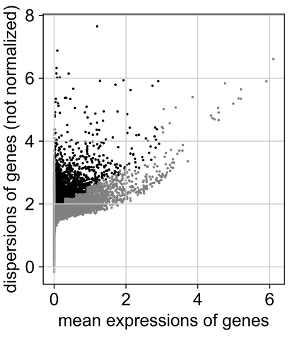 dispersions of genes (not normalized)
8
6
4
2
0
0 2 4 6
mean expressions of genes